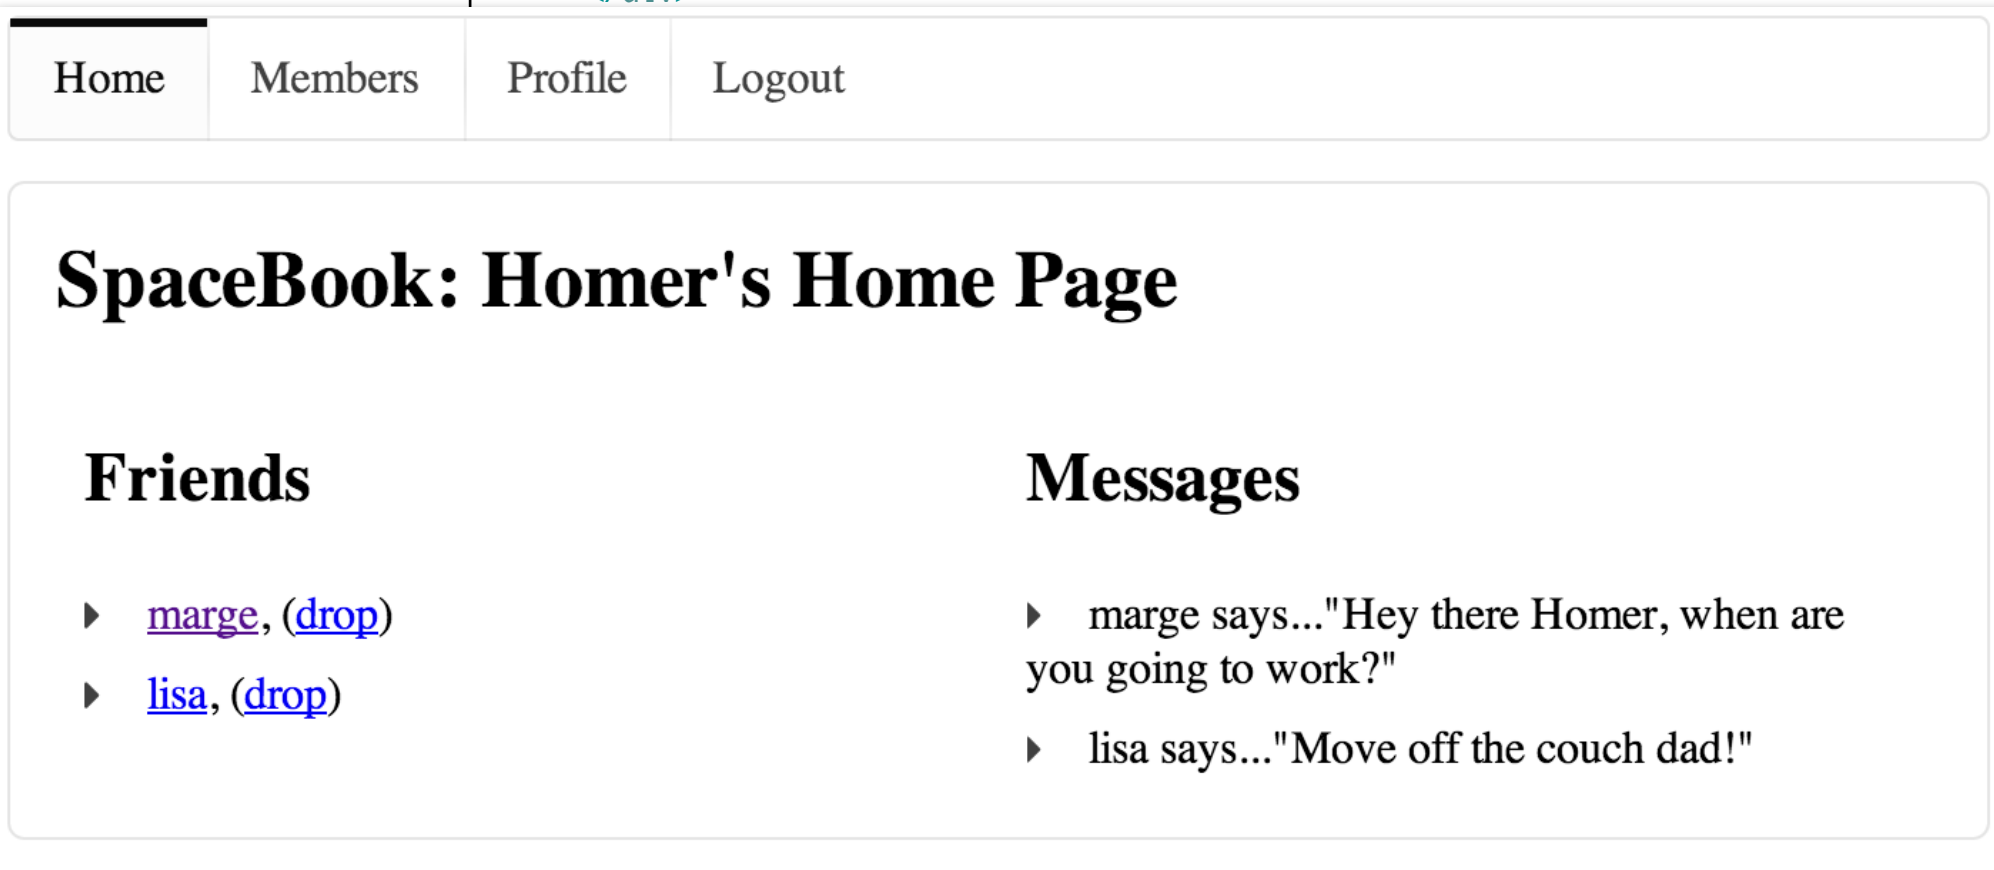 Home Members Profile Logout
SpaceBook: Homer's Home Page
Friends
marge, (drop)
lisa, (drop)
Messages
marge says..."Hey there Homer, when are
you going to work?"
lisa says..."Move off the couch dad!"